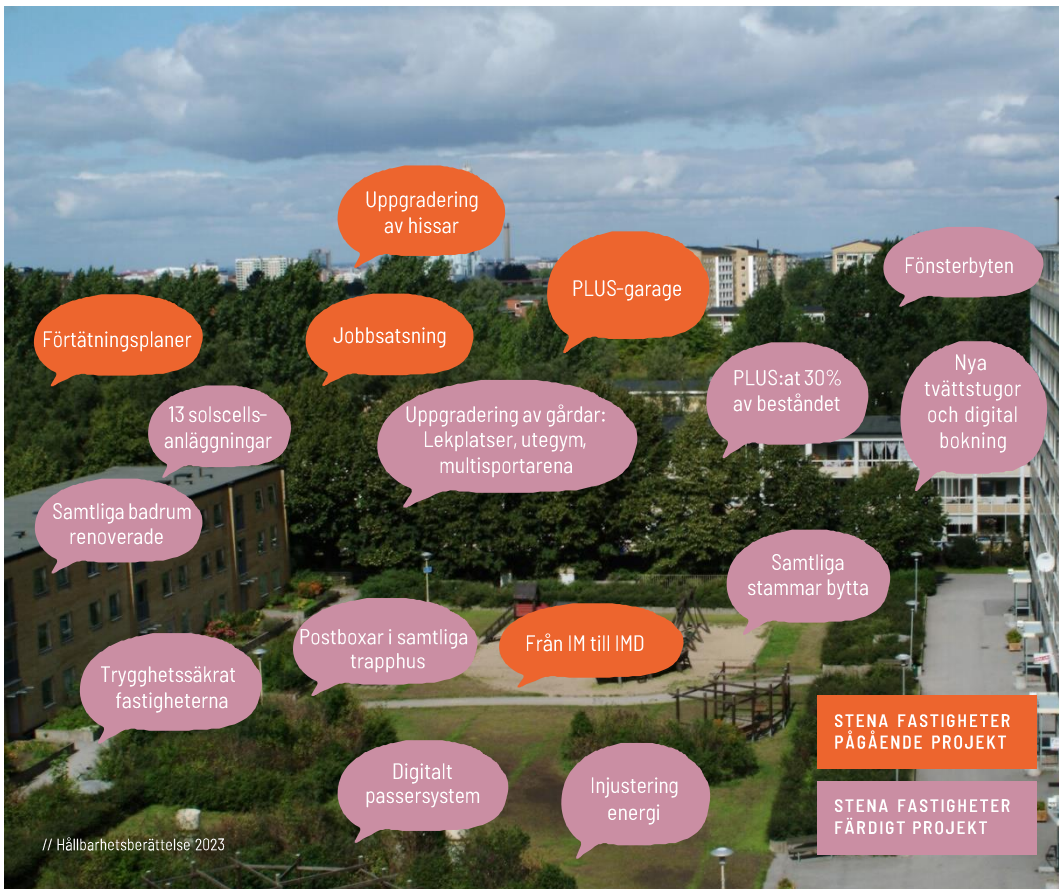 Uppgradering
av hissar
PLUS-garage
Fönsterbyten
Förtätningsplaner
Jobbsatsning
PLUS:at 30%
av beståndet
Nya
tvättstugor
och digital
bokning
13 solscells-
anläggningar
Uppgradering av gårdar:
Lekplatser, utegym,
multisportarena
Samtliga badrum
renoverade
Samtliga
stammar bytta
Postboxar i samtliga
trapphus
Från IM till IMD
Trygghetssäkrat
fastigheterna
Digitalt
passersystem
Injustering
energi
STENA FASTIGHETER
PÅGÅENDE PROJEKT
STENA FASTIGHETER
FÄRDIGT PROJEKT
// Hållbarhetsberättelse 2023